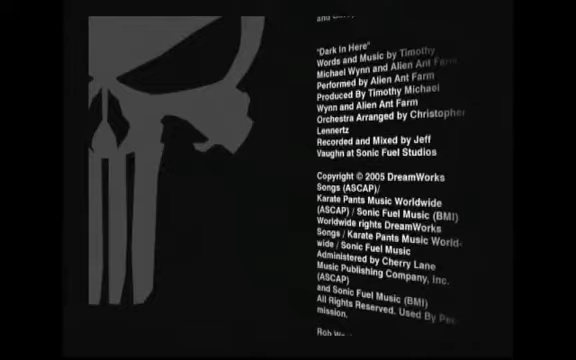 "Dark In Here"
Words and Music by Timothy
Michael Wynn and Alien Ant Farm
Performed by Alien Ant Farm
Produced By Timothy Michael
Wynn and Alien Ant Farm
Orchestra Arranged by Christopher
Lennertz
Recorded and Mixed by Jeff
Vaughn at Sonic Fuel Studios
Copyright © 2005 DreamWorks
Songs (ASCAP)/
Karate Pants Music Worldwide
(ASCAP) / Sonic Fuel Music (BMI)
Worldwide rights DreamWorks
Songs / Karate Pants Music World-
wide / Sonic Fuel Music
Administered by Cherry Lane
Music Publishing Company, Inc.
(ASCAP)
and Sonic Fuel Music (BMI)
All Rights Reserved. Used By Per-
mission.